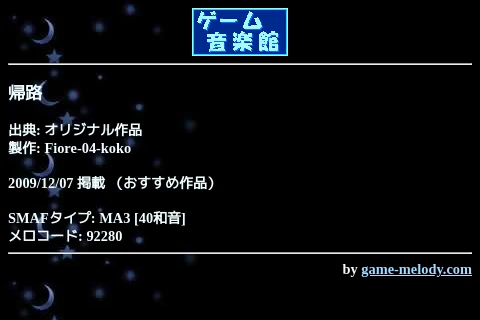 ゲーム
音楽館
帰路
出典: オリジナル作品
製作: Fiore-04-koko
2009/12/07 掲載 （おすすめ作品）
SMAFタイプ: MA3 [40和音]
メロコード: 92280
by game-melody.com